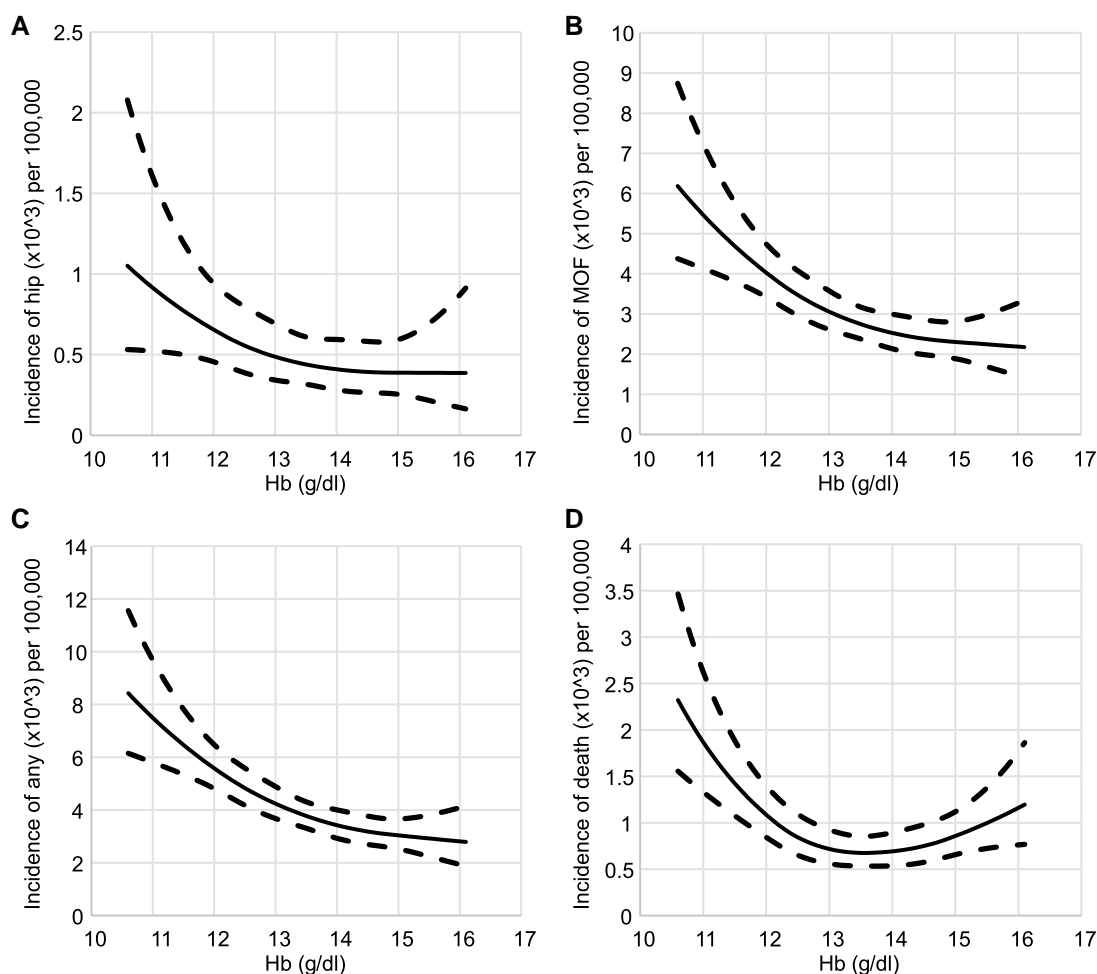 A
Incidence of hip (x10^3) per 100,000
2.5
2
1.5
1
0.5
0
10 11 12 13 14 15 16 17
Hb (g/dl)
B
Incidence of MOF (x10^3) per 100,000
10
9
8
7
6
5
4
3
2
1
0
10 11 12 13 14 15 16 17
Hb (g/dl)
C
Incidence of any (x10^3) per 100,000
14
12
10
8
6
4
2
0
10 11 12 13 14 15 16 17
Hb (g/dl)
D
Incidence of death (x10^3) per 100,000
4
3.5
3
2.5
2
1.5
1
0.5
0
10 11 12 13 14 15 16 17
Hb (g/dl)